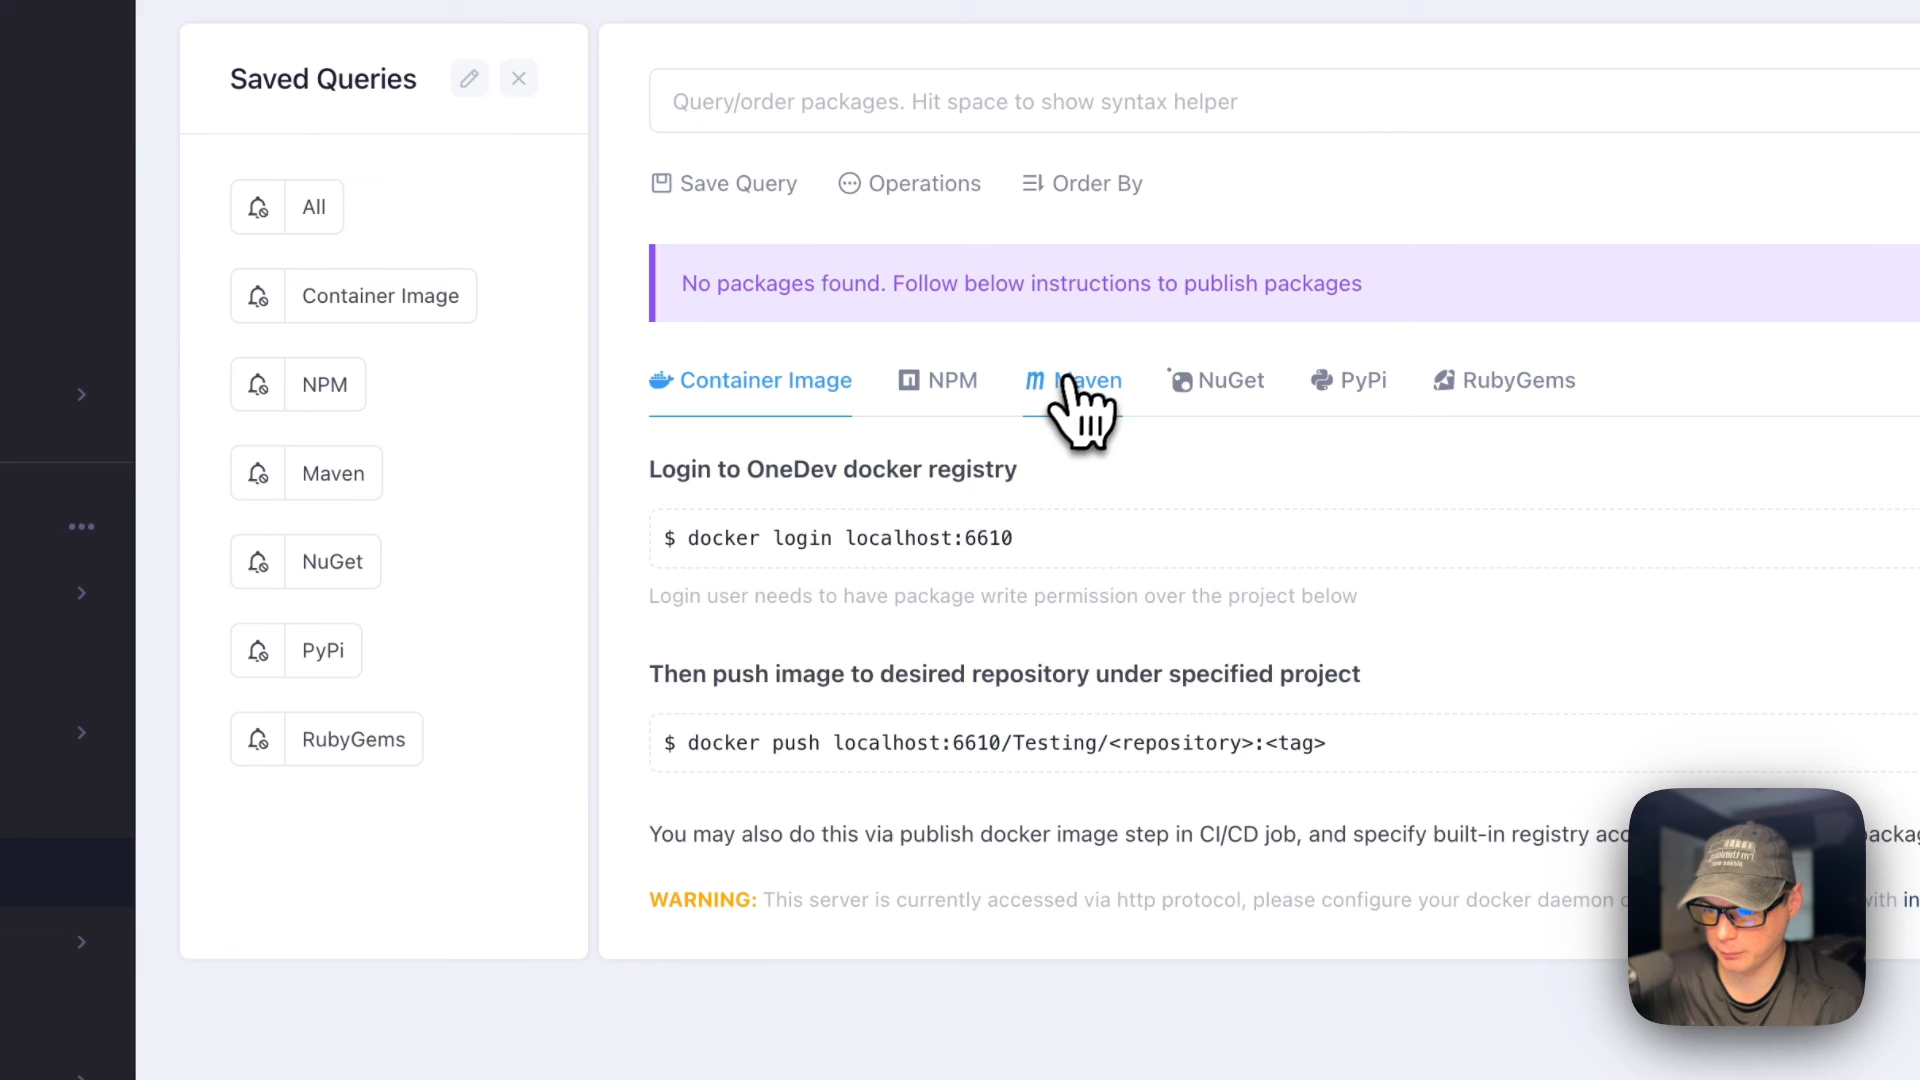 Saved Queries
All
Container Image
NPM
Maven
NuGet
PyPi
RubyGems
Query/order packages. Hit space to show syntax helper
Save Query Operations Order By
No packages found. Follow below instructions to publish packages
Container Image NPM Maven NuGet PyPi RubyGems
Login to OneDev docker registry
$ docker login localhost:6610
Login user needs to have package write permission over the project below
Then push image to desired repository under specified project
$ docker push localhost:6610/Testing/<repository>:<tag>
You may also do this via publish docker image step in CI/CD job, and specify built-in registry
WARNING: This server is currently accessed via http protocol, please configure your docker daemon